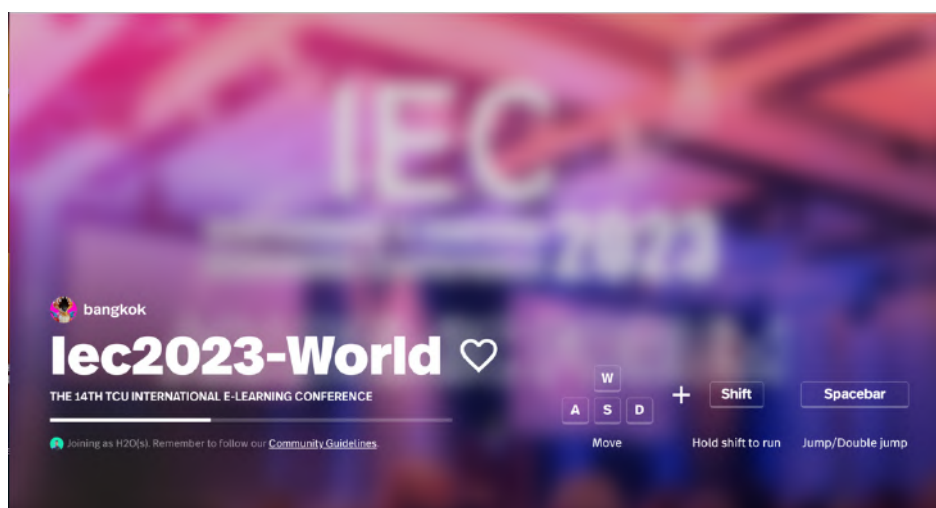 IEC
2023
bangkok
Iec2023-World
THE 14TH TCU INTERNATIONAL E-LEARNING CONFERENCE
Joining as H2O(s). Remember to follow our Community Guidelines.
W
A S D
Move
+
Shift
Hold shift to run
Spacebar
Jump/Double jump